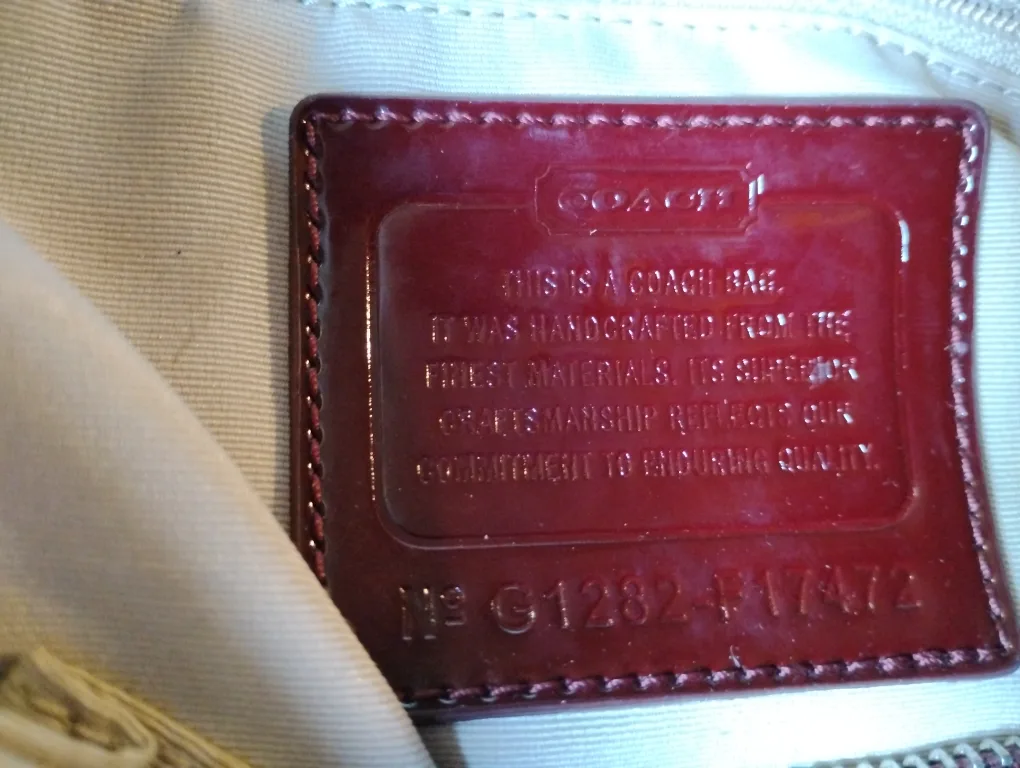 COACH
THIS IS A COACH BAG.
IT WAS HANDCRAFTED FROM THE
FINEST MATERIALS. ITS SUPERIOR
CRAFTSMANSHIP REFLECTS OUR
COMMITMENT TO ENDURING QUALITY.
Nº G1282-F17472